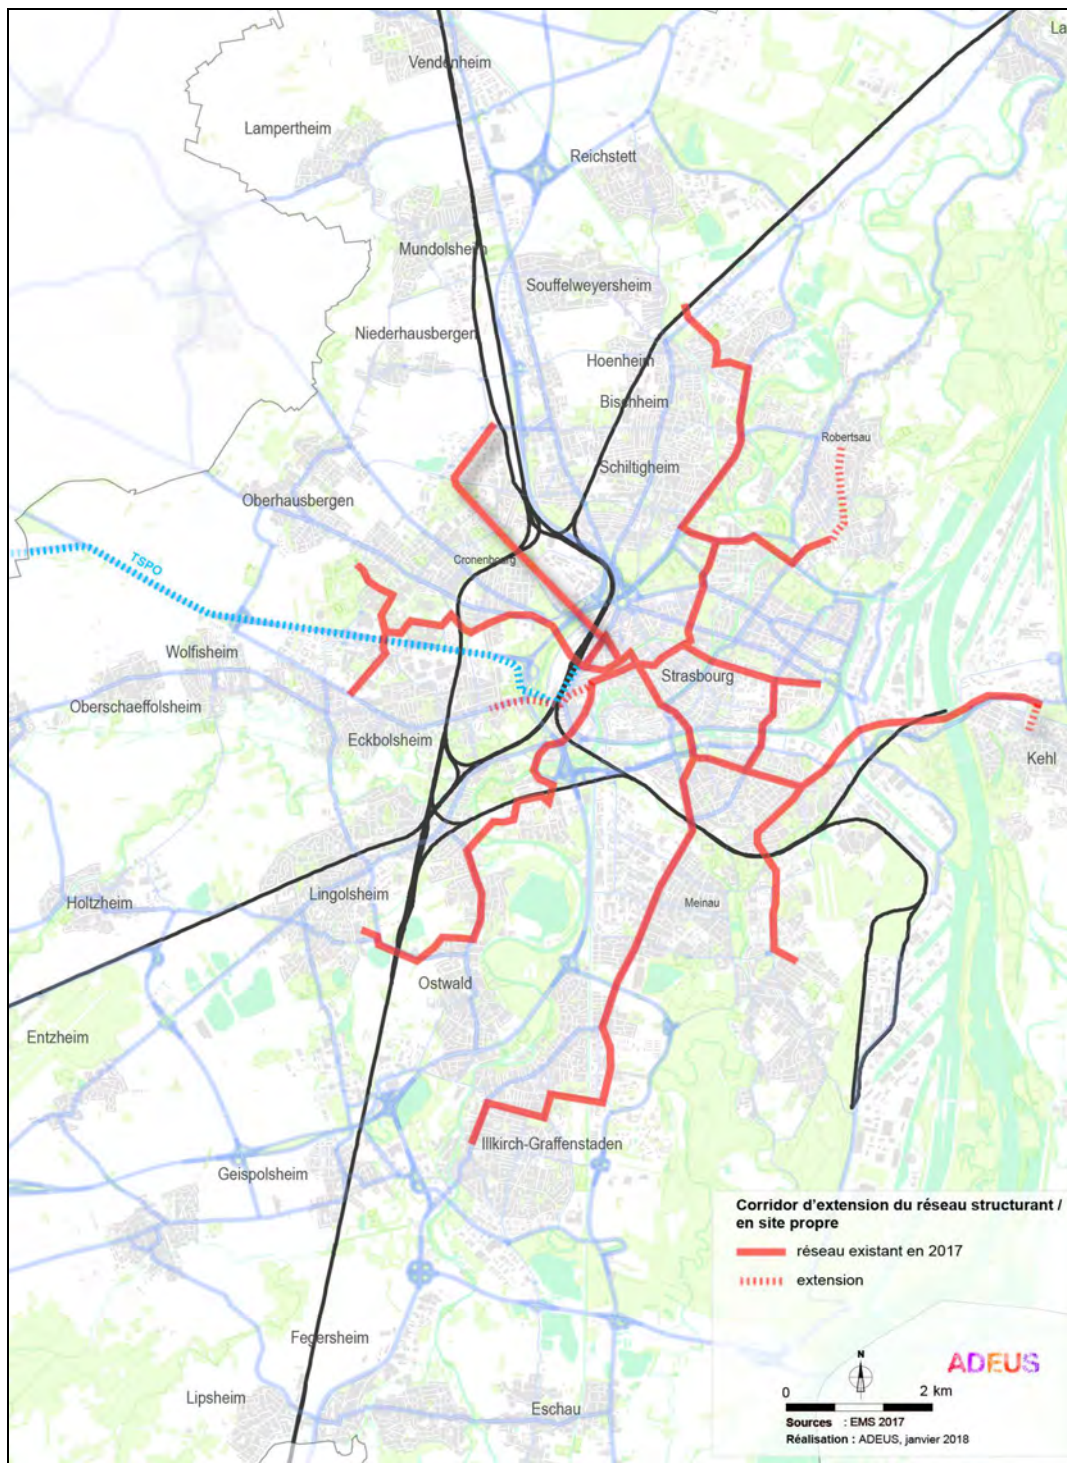 La
Vendenheim
Lampertheim
Reichstett
Mundolsheim
Souffelweyersheim
Niederhausbergen
Hoenheim
Bischheim
Robertsau
Schiltigheim
Oberhausbergen
TSPO
Cronenbourg
Wolfisheim
Strasbourg
Oberschaeffolsheim
Eckbolsheim
Kehl
Lingolsheim
Holtzheim
Meinau
Ostwald
Entzheim
Illkirch-Graffenstaden
Geispolsheim
Corridor d'extension du réseau structurant /
en site propre
réseau existant en 2017
extension
Fegersheim
Lipsheim
Eschau
N
ADEUS
0 2 km
Sources : EMS 2017
Réalisation : ADEUS, janvier 2018